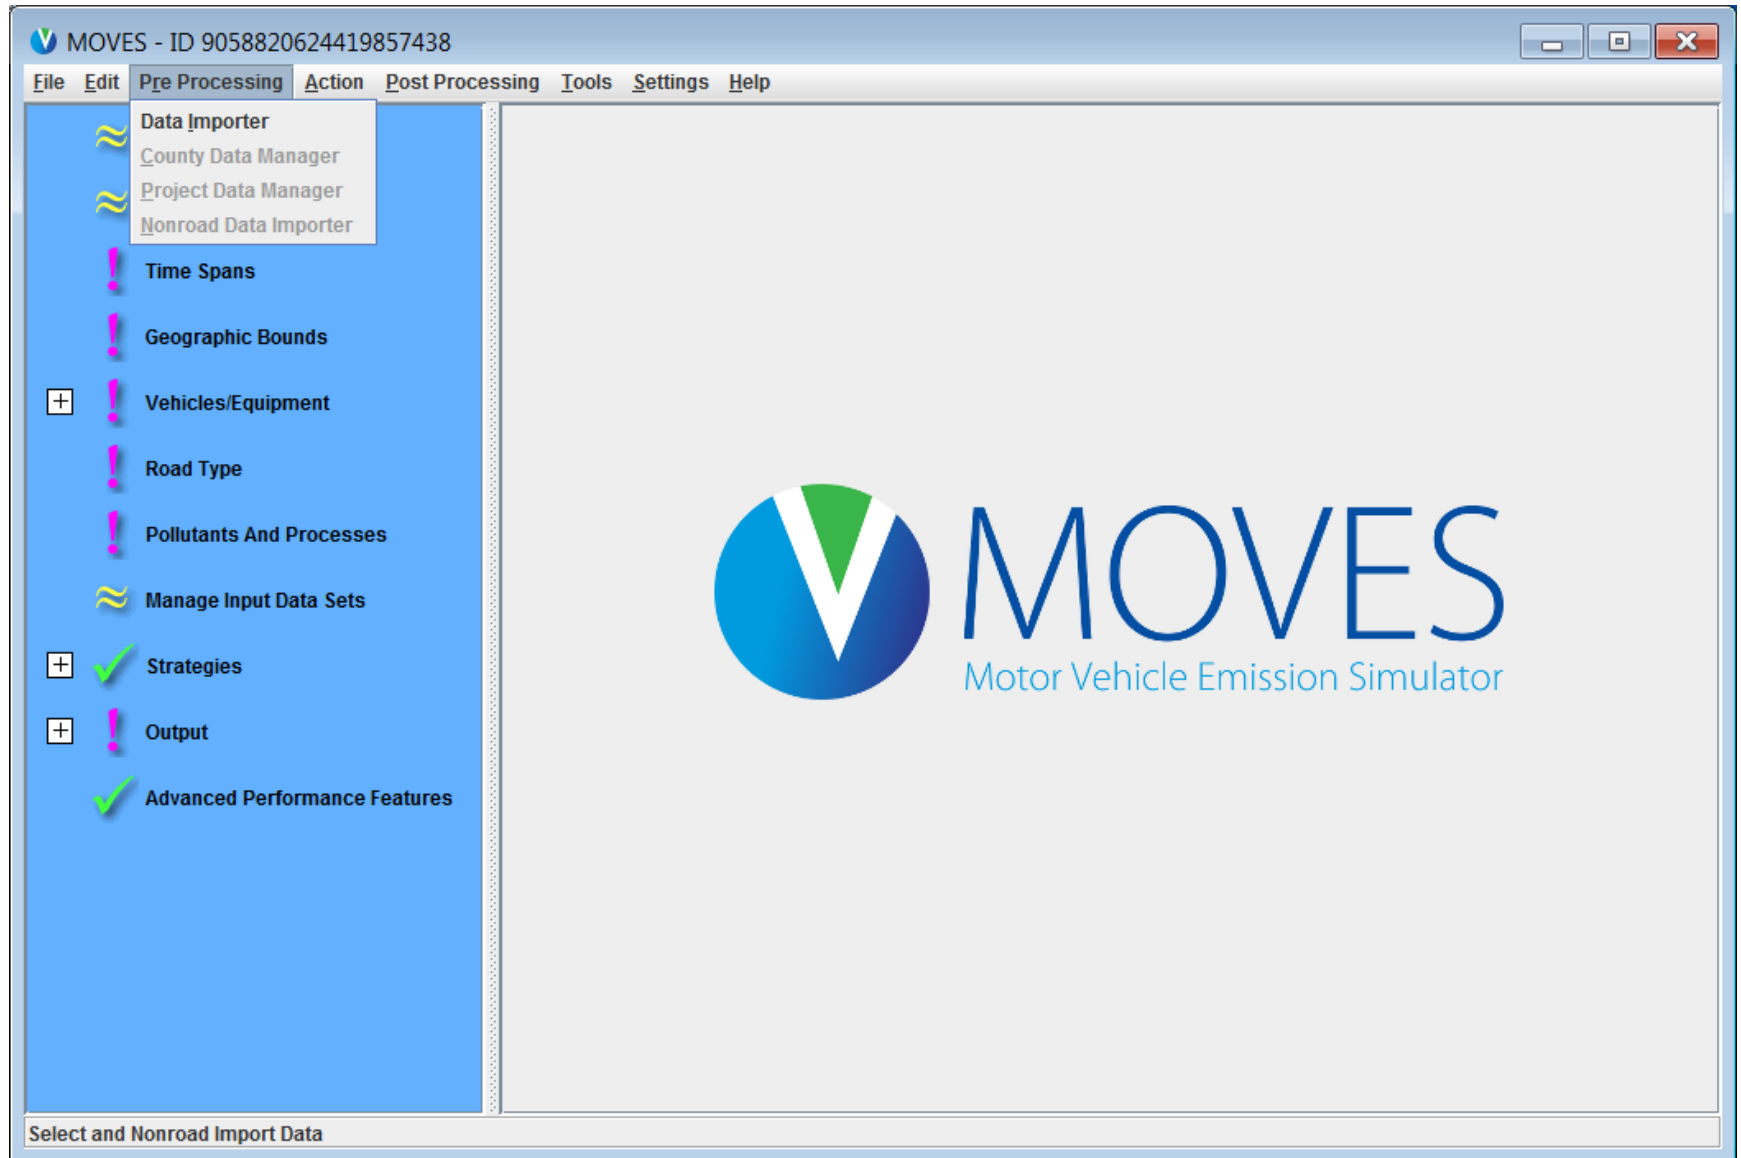 MOVES - ID 9058820624419857438
File Edit Pre Processing Action Post Processing Tools Settings Help
Data Importer
County Data Manager
Project Data Manager
Nonroad Data Importer
Time Spans
Geographic Bounds
Vehicles/Equipment
Road Type
Pollutants And Processes
Manage Input Data Sets
Strategies
Output
Advanced Performance Features
MOVES
Motor Vehicle Emission Simulator
Select and Nonroad Import Data